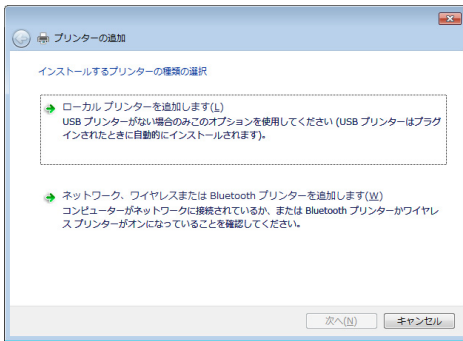 プリンターの追加
インストールするプリンターの種類の選択
ローカル プリンターを追加します(L)
USB プリンターがない場合のみこのオプションを使用してください (USB プリンターはプラグ
インされたときに自動的にインストールされます)。
ネットワーク、ワイヤレスまたは Bluetooth プリンターを追加します(W)
コンピューターがネットワークに接続されているか、または Bluetooth プリンターかワイヤレ
ス プリンターがオンになっていることを確認してください。
次へ(N) キャンセル